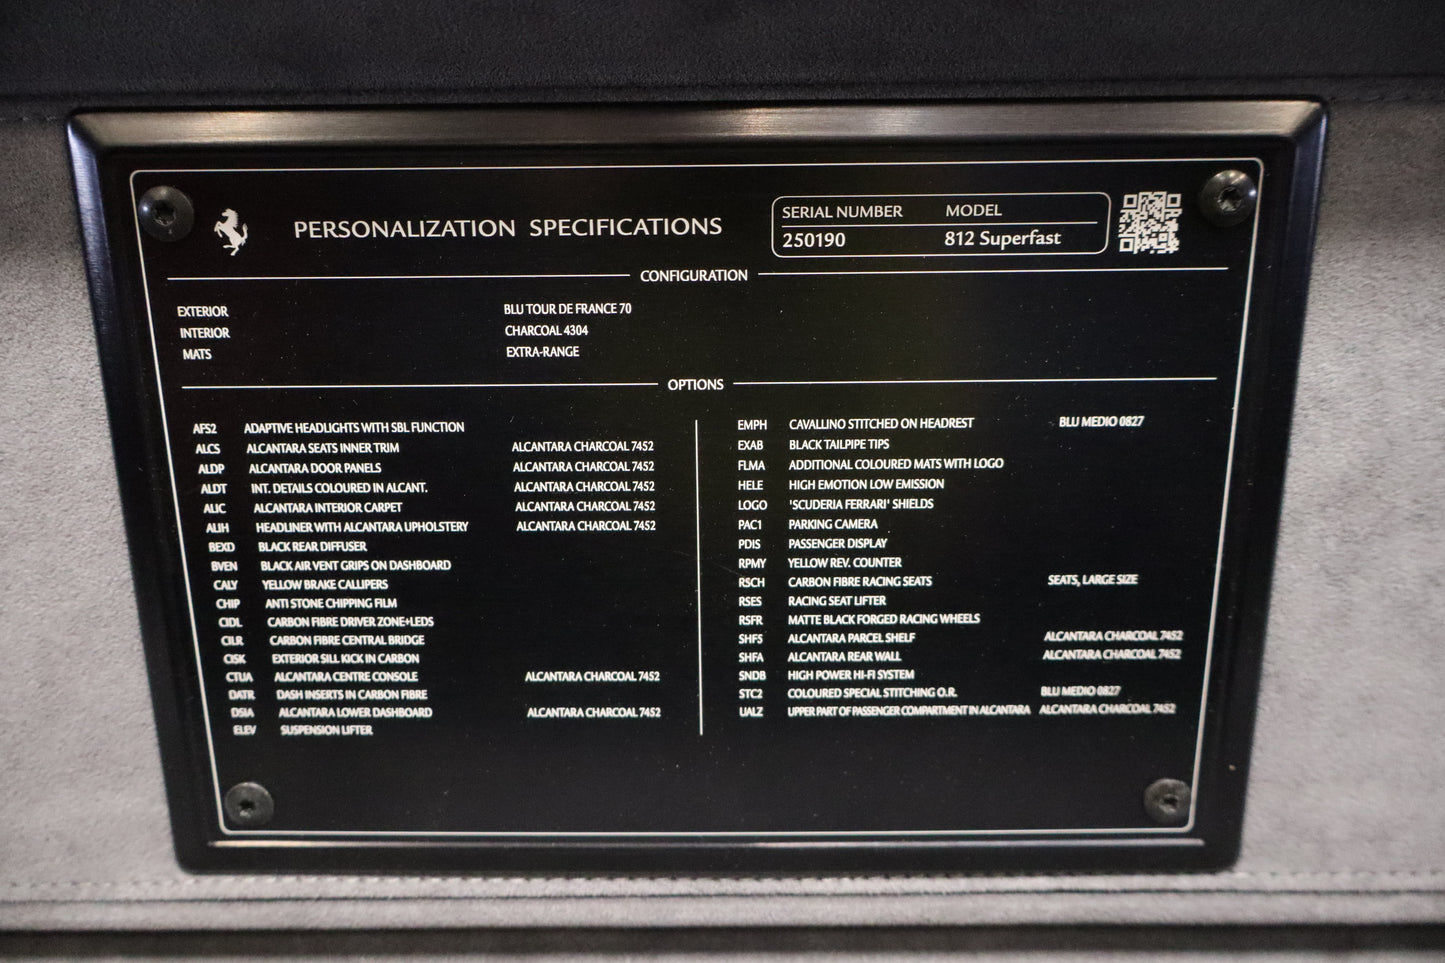 PERSONALIZATION SPECIFICATIONS
SERIAL NUMBER MODEL
250190 812 Superfast
CONFIGURATION
EXTERIOR BLU TOUR DE FRANCE 70
INTERIOR CHARCOAL 4304
MATS EXTRA-RANGE
OPTIONS
AFS2 ADAPTIVE HEADLIGHTS WITH SBL FUNCTION
ALCS ALCANTARA SEATS INNER TRIM ALCANTARA CHARCOAL 7452
ALDP ALCANTARA DOOR PANELS ALCANTARA CHARCOAL 7452
ALDT INT. DETAILS COLOURED IN ALCANT. ALCANTARA CHARCOAL 7452
ALIC ALCANTARA INTERIOR CARPET ALCANTARA CHARCOAL 7452
ALIH HEADLINER WITH ALCANTARA UPHOLSTERY ALCANTARA CHARCOAL 7452
BEXD BLACK REAR DIFFUSER
BVEN BLACK AIR VENT GRIPS ON DASHBOARD
CALY YELLOW BRAKE CALLIPERS
CHIP ANTI STONE CHIPPING FILM
CIDL CARBON FIBRE DRIVER ZONE+LEDS
CILR CARBON FIBRE CENTRAL BRIDGE
CISK EXTERIOR SILL KICK IN CARBON
CTUA ALCANTARA CENTRE CONSOLE ALCANTARA CHARCOAL 7452
DATR DASH INSERTS IN CARBON FIBRE
DSIA ALCANTARA LOWER DASHBOARD ALCANTARA CHARCOAL 7452
ELEV SUSPENSION LIFTER
EMPH CAVALLINO STITCHED ON HEADREST BLU MEDIO 0827
EXAB BLACK TAILPIPE TIPS
FLMA ADDITIONAL COLOURED MATS WITH LOGO
HELE HIGH EMOTION LOW EMISSION
LOGO 'SCUDERIA FERRARI' SHIELDS
PAC1 PARKING CAMERA
PDIS PASSENGER DISPLAY
RPMY YELLOW REV. COUNTER
RSCH CARBON FIBRE RACING SEATS SEATS, LARGE SIZE
RSES RACING SEAT LIFTER
RSFR MATTE BLACK FORGED RACING WHEELS
SHF5 ALCANTARA PARCEL SHELF ALCANTARA CHARCOAL 7452
SHFA ALCANTARA REAR WALL ALCANTARA CHARCOAL 7452
SNDB HIGH POWER HI-FI SYSTEM
STC2 COLOURED SPECIAL STITCHING O.R. BLU MEDIO 0827
UALZ UPPER PART OF PASSENGER COMPARTMENT IN ALCANTARA ALCANTARA CHARCOAL 7452